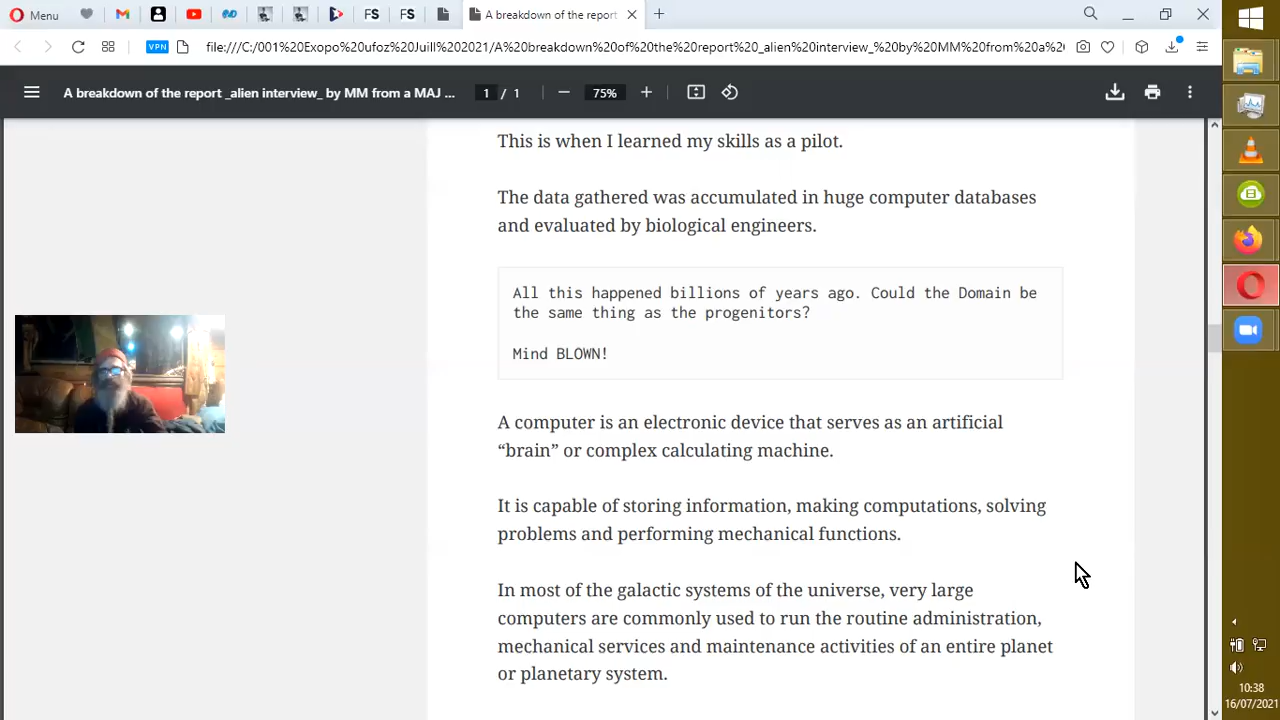 Menu
FS
FS
A breakdown of the report
VPN
file:///C:/001%20Exopo%20ufoz%20Juill%202021/A%20breakdown%20of%20the%20report%20_alien%20interview_%20by%20MM%20from%20a%20
A breakdown of the report _alien interview_ by MM from a MAJ ...
1 / 1
75%
This is when I learned my skills as a pilot.
The data gathered was accumulated in huge computer databases
and evaluated by biological engineers.
All this happened billions of years ago. Could the Domain be
the same thing as the progenitors?
Mind BLOWN!
A computer is an electronic device that serves as an artificial
“brain” or complex calculating machine.
It is capable of storing information, making computations, solving
problems and performing mechanical functions.
In most of the galactic systems of the universe, very large
computers are commonly used to run the routine administration,
mechanical services and maintenance activities of an entire planet
or planetary system.
10:38
16/07/2021